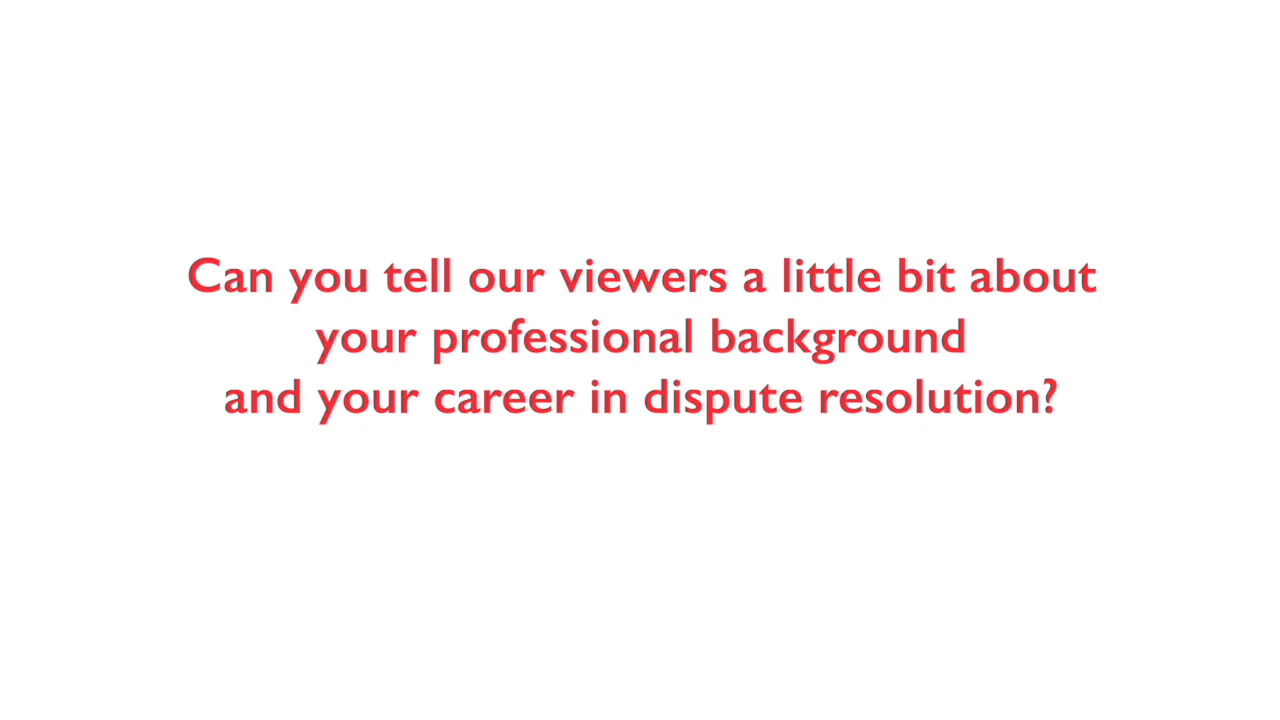 Can you tell our viewers a little bit about
your professional background
and your career in dispute resolution?